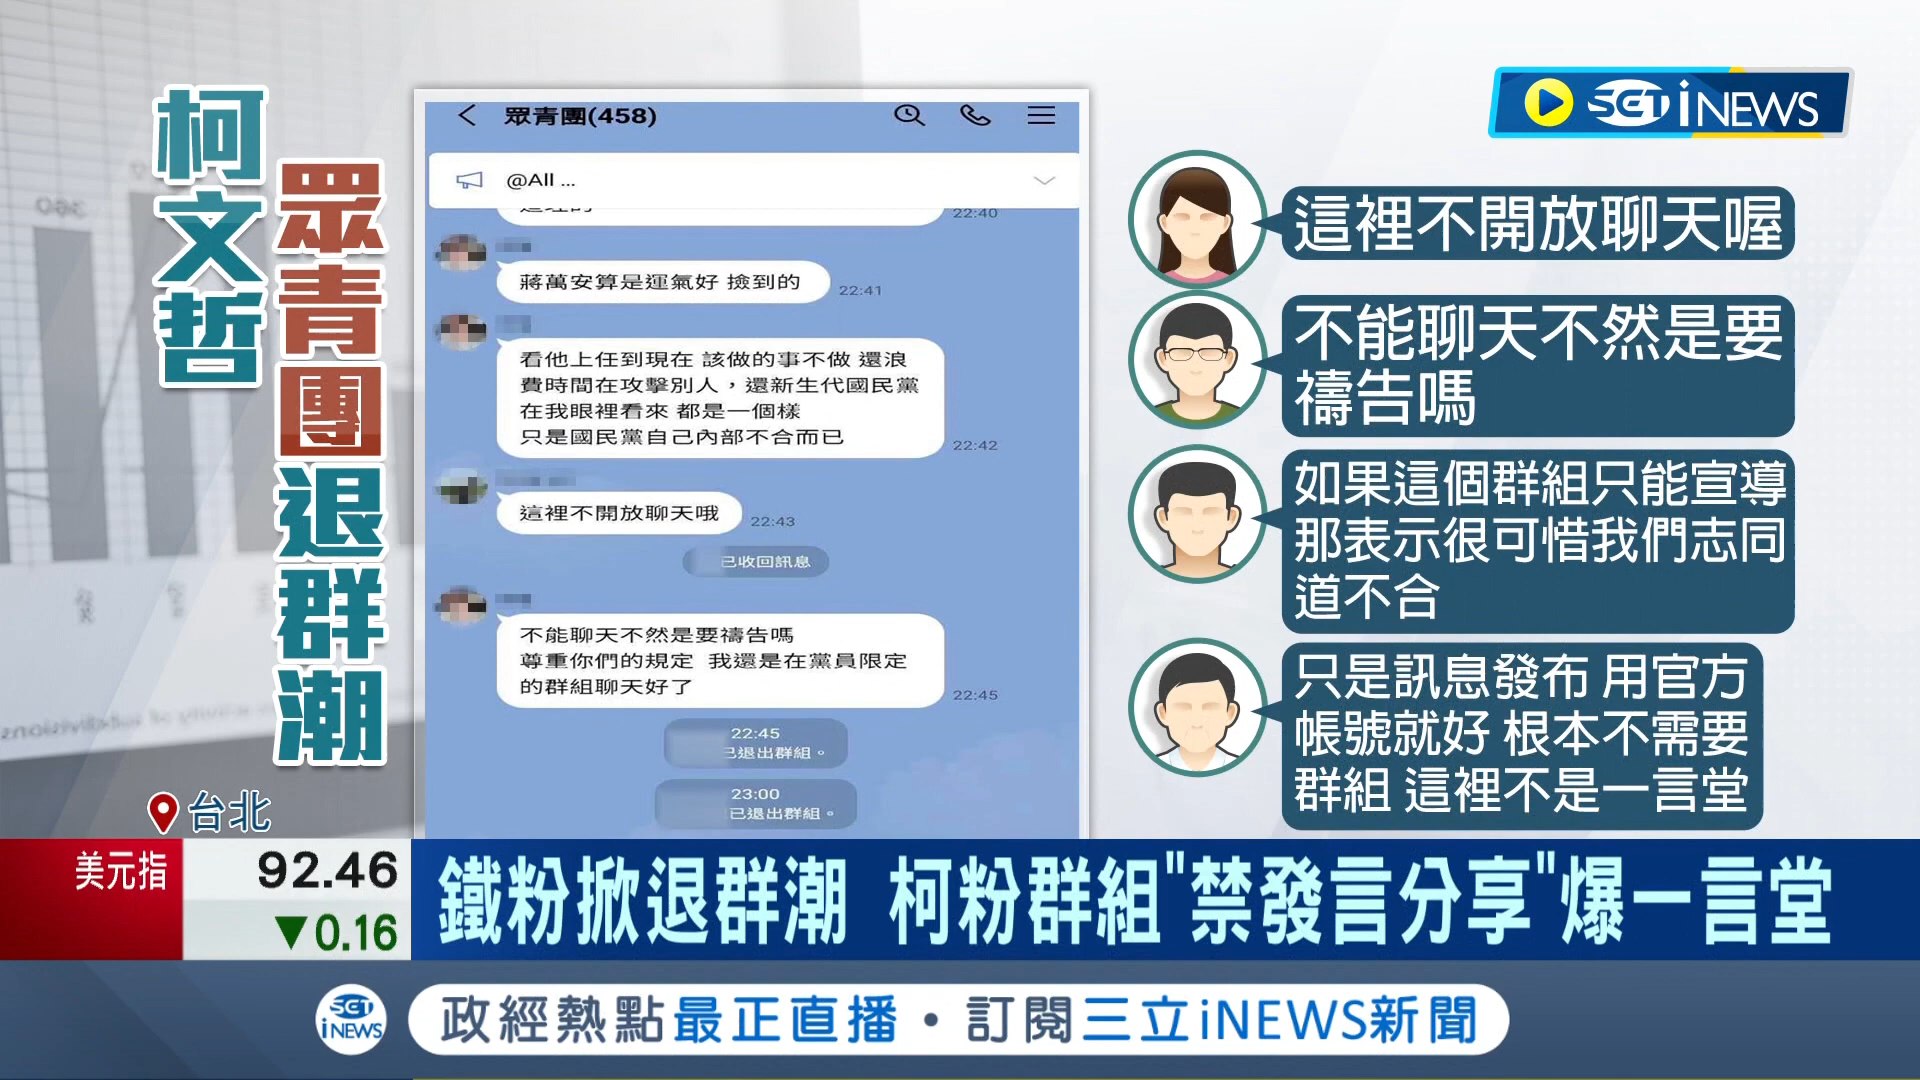 柯文哲
眾青團退群潮
台北
眾青團(458)
@All ...
22:40
蔣萬安算是運氣好 撿到的
22:41
看他上任到現在 該做的事不做 還浪
費時間在攻擊別人，還新生代國民黨
在我眼裡看來 都是一個樣
只是國民黨自己內部不合而已
22:42
這裡不開放聊天哦
22:43
已收回訊息
不能聊天不然是要禱告嗎
尊重你們的規定 我還是在黨員限定
的群組聊天好了
22:45
22:45
已退出群組。
23:00
已退出群組。
SET iNEWS
這裡不開放聊天喔
不能聊天不然是要
禱告嗎
如果這個群組只能宣導
那表示很可惜我們志同
道不合
只是訊息發布 用官方
帳號就好 根本不需要
群組 這裡不是一言堂
美元指
92.46
▼0.16
鐵粉掀退群潮 柯粉群組"禁發言分享"爆一言堂
SET
iNEWS
政經熱點最正直播・訂閱三立iNEWS新聞